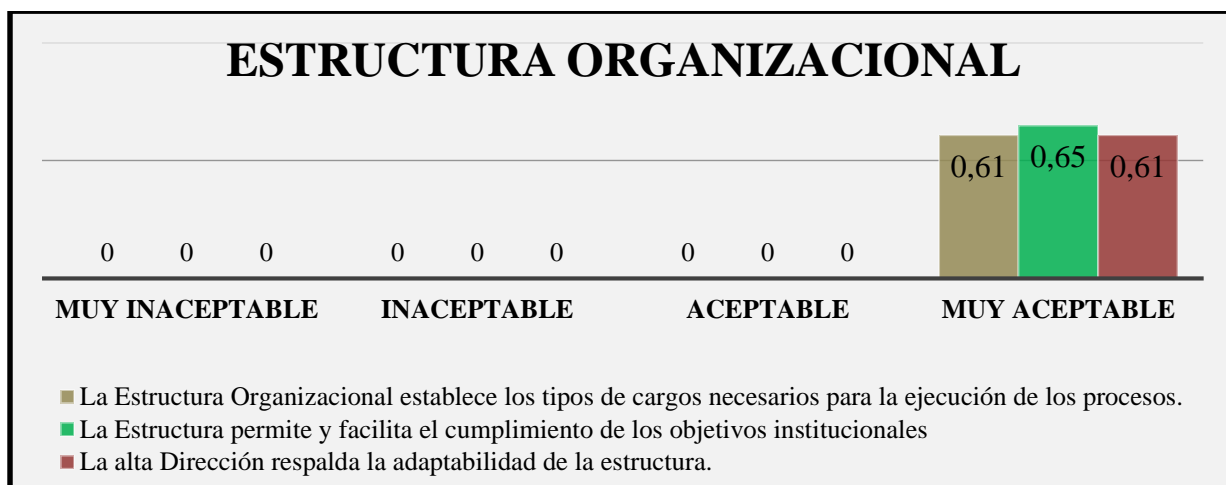 ESTRUCTURA ORGANIZACIONAL
0,61 0,65 0,61
0 0 0 0 0 0 0 0 0
MUY INACEPTABLE INACEPTABLE ACEPTABLE MUY ACEPTABLE
La Estructura Organizacional establece los tipos de cargos necesarios para la ejecución de los procesos.
La Estructura permite y facilita el cumplimiento de los objetivos institucionales
La alta Dirección respalda la adaptabilidad de la estructura.